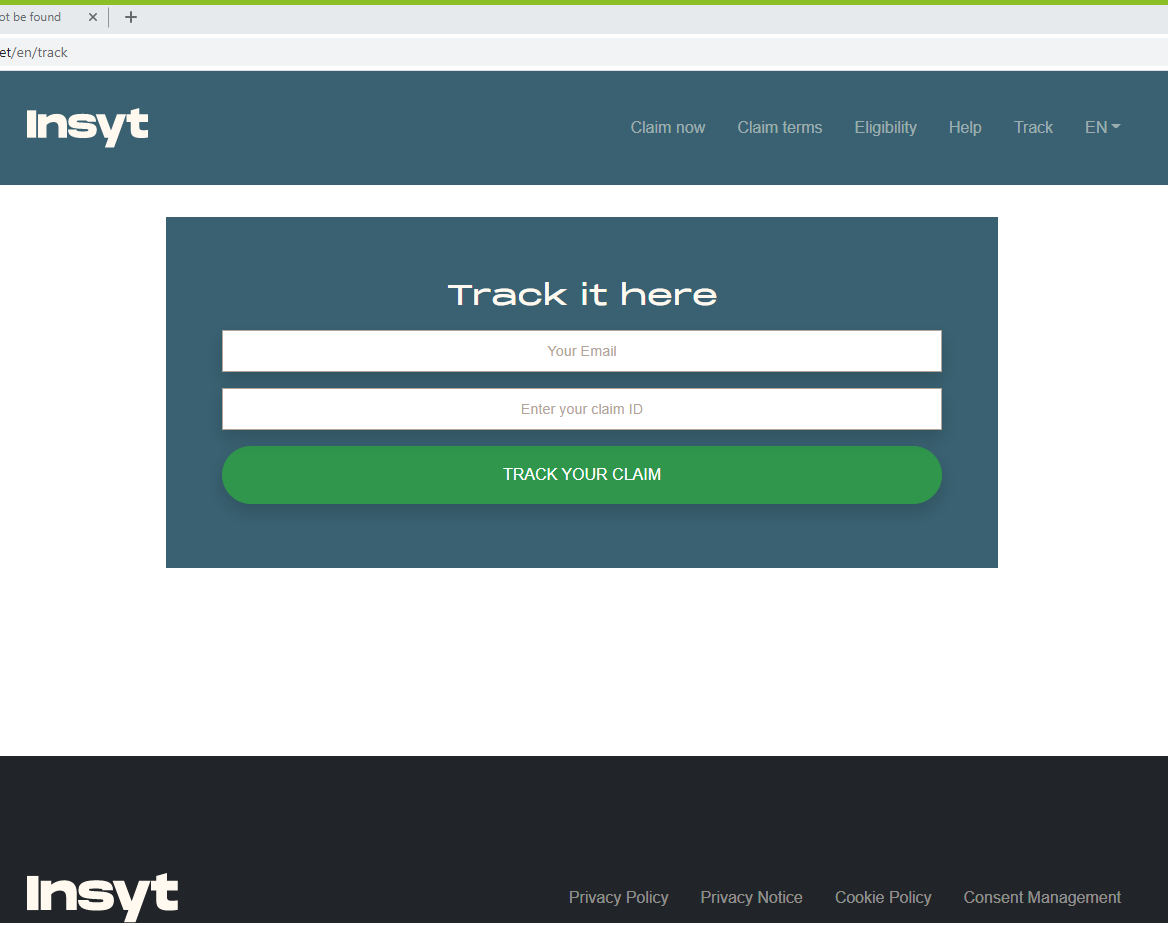 ot be found
et/en/track
Insyt
Claim now Claim terms Eligibility Help Track EN
Track it here
Your Email
Enter your claim ID
TRACK YOUR CLAIM
Insyt
Privacy Policy Privacy Notice Cookie Policy Consent Management